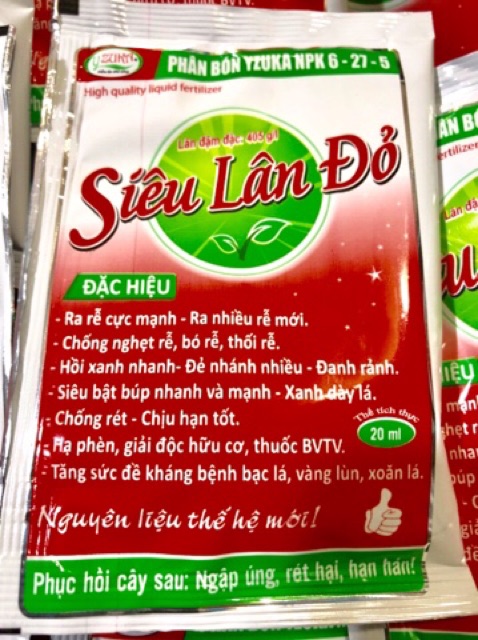 YZUKA
PHÂN BÓN YZUKA NPK 6 - 27 - 5
High quality liquid fertilizer
Lân đậm đặc: 405 g/l
Siêu Lân Đỏ
ĐẶC HIỆU
- Ra rễ cực mạnh - Ra nhiều rễ mới.
- Chống nghẹt rễ, bó rễ, thối rễ.
- Hồi xanh nhanh- Đẻ nhánh nhiều - Đanh rảnh.
- Siêu bật búp nhanh và mạnh - Xanh dày lá.
- Chống rét - Chịu hạn tốt.
Thể tích thực
20 ml
- Hạ phèn, giải độc hữu cơ, thuốc BVTV.
- Tăng sức đề kháng bệnh bạc lá, vàng lùn, xoăn lá.
Nguyên liệu thế hệ mới!
Phục hồi cây sau: Ngập úng, rét hại, hạn hán!